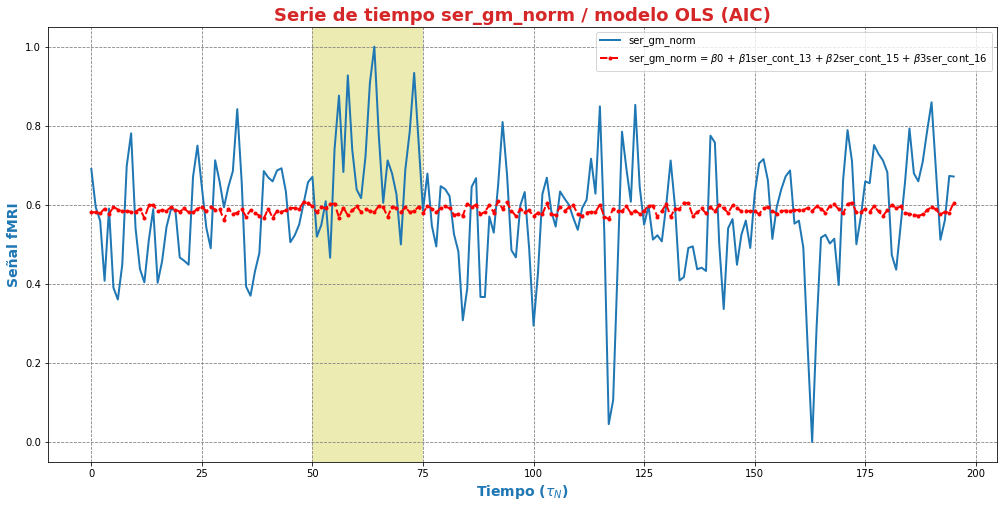 Serie de tiempo ser_gm_norm / modelo OLS (AIC)
ser_gm_norm
ser_gm_norm = β0 + β1ser_cont_13 + β2ser_cont_15 + β3ser_cont_16
Señal fMRI
1.0
0.8
0.6
0.4
0.2
0.0
0 25 50 75 100 125 150 175 200
Tiempo (τN)